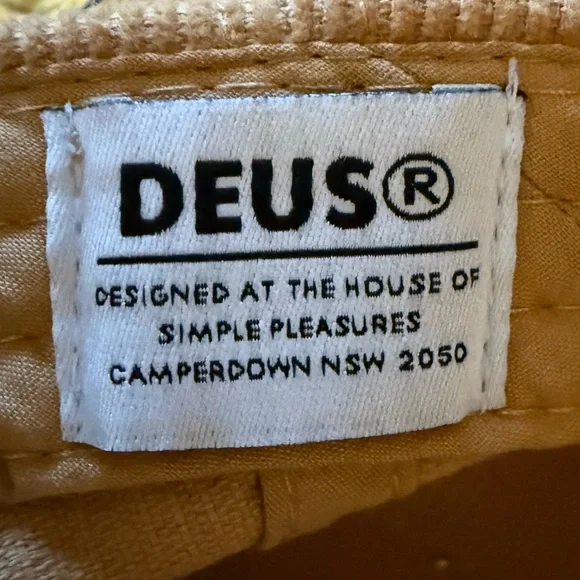 DEUS®
DESIGNED AT THE HOUSE OF
SIMPLE PLEASURES
CAMPERDOWN NSW 2050